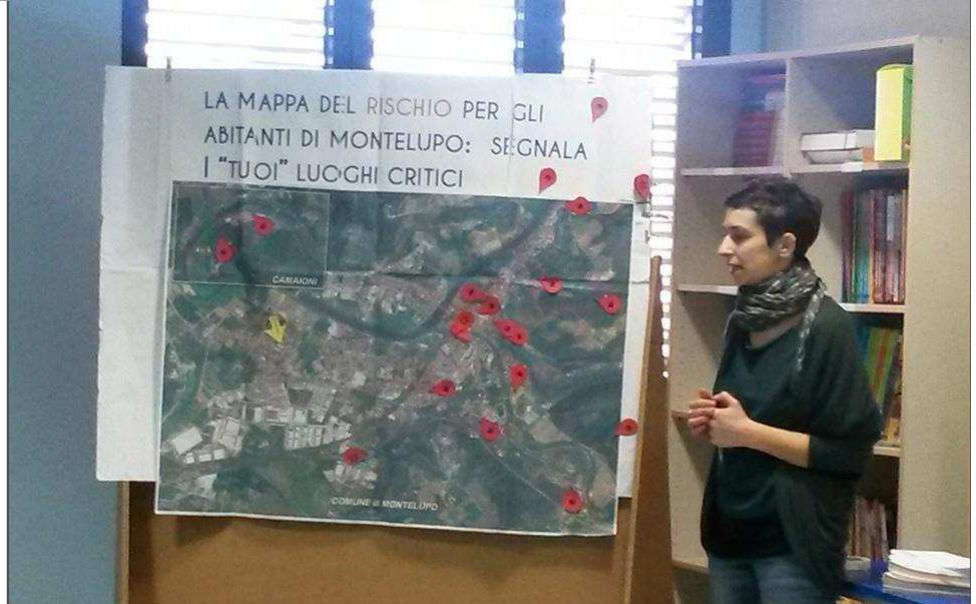 LA MAPPA DEL RISCHIO PER GLI
ABITANTI DI MONTELUPO: SEGNALA
I "TUOI" LUOGHI CRITICI
CAMAIONI
COMUNE di MONTELUPO